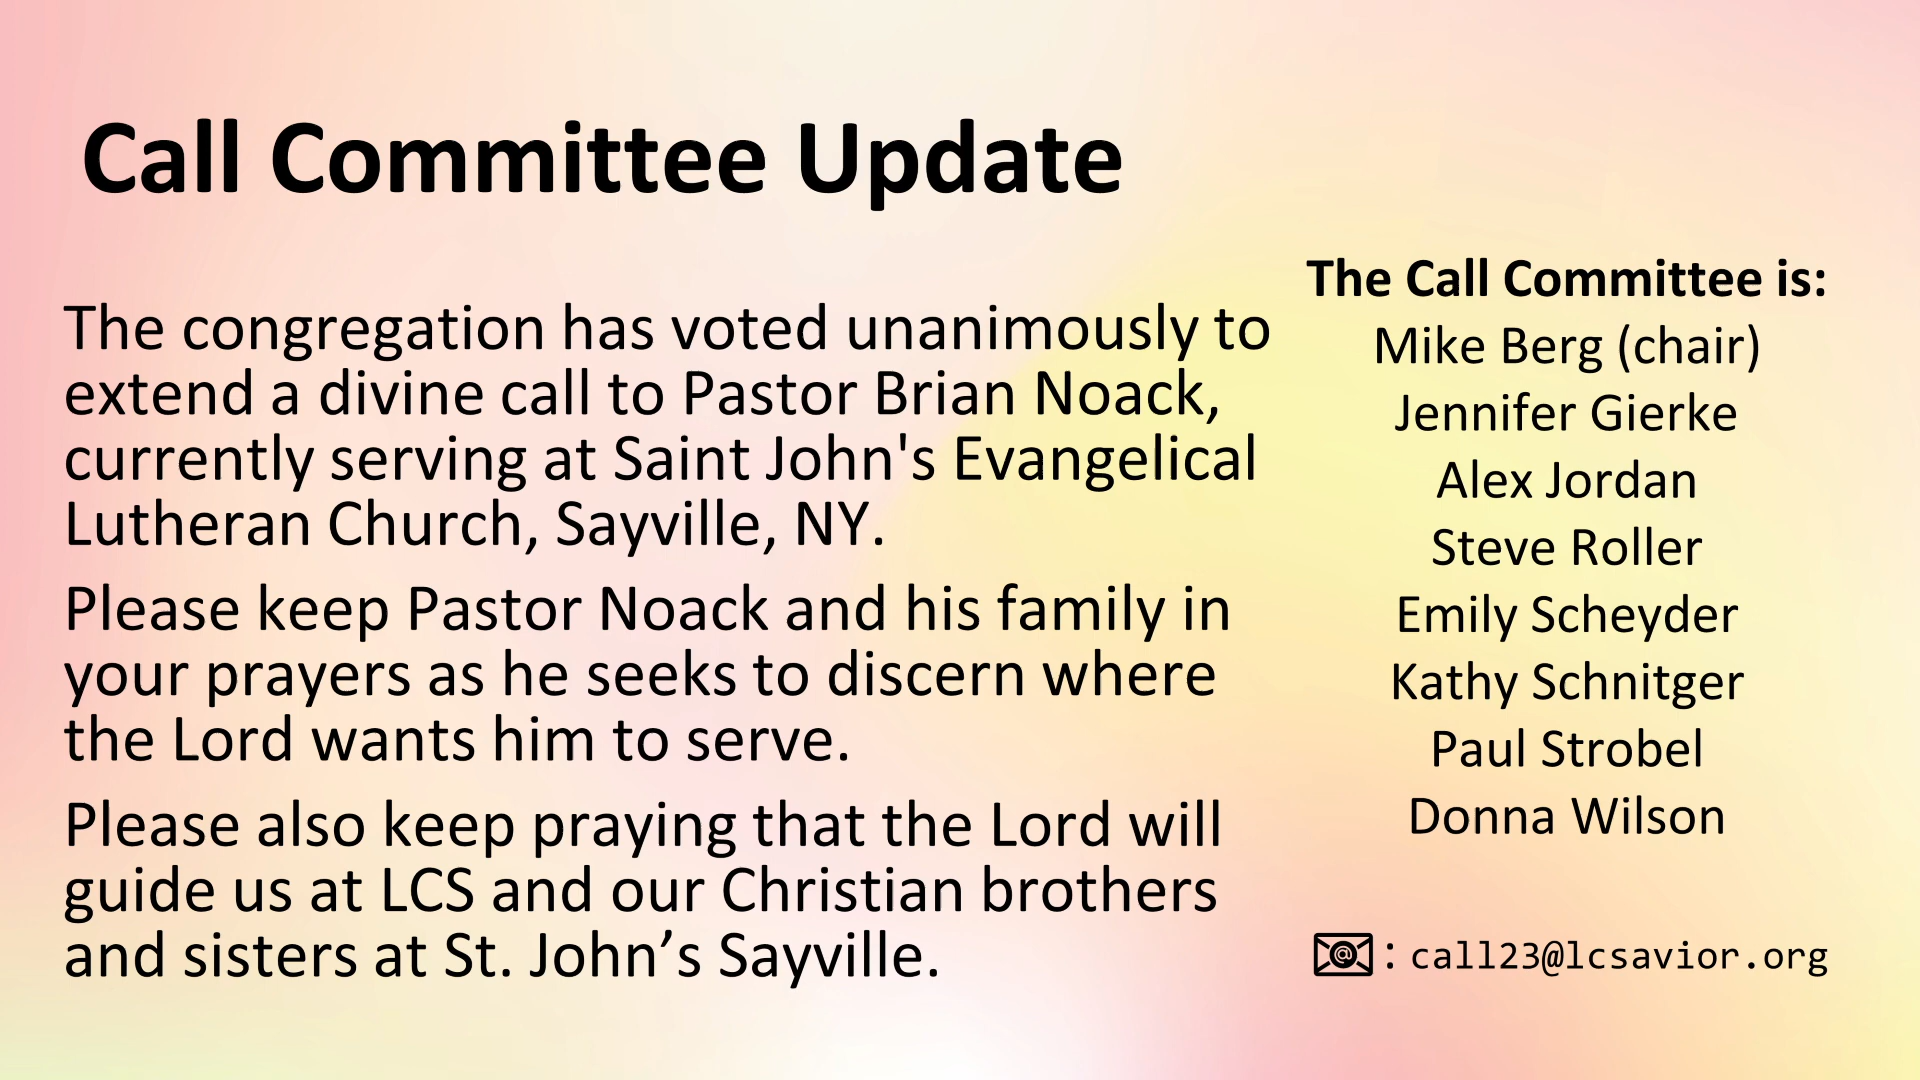 Call Committee Update
The congregation has voted unanimously to
extend a divine call to Pastor Brian Noack,
currently serving at Saint John's Evangelical
Lutheran Church, Sayville, NY.
Please keep Pastor Noack and his family in
your prayers as he seeks to discern where
the Lord wants him to serve.
Please also keep praying that the Lord will
guide us at LCS and our Christian brothers
and sisters at St. John’s Sayville.
The Call Committee is:
Mike Berg (chair)
Jennifer Gierke
Alex Jordan
Steve Roller
Emily Scheyder
Kathy Schnitger
Paul Strobel
Donna Wilson
: call23@lcsavior.org